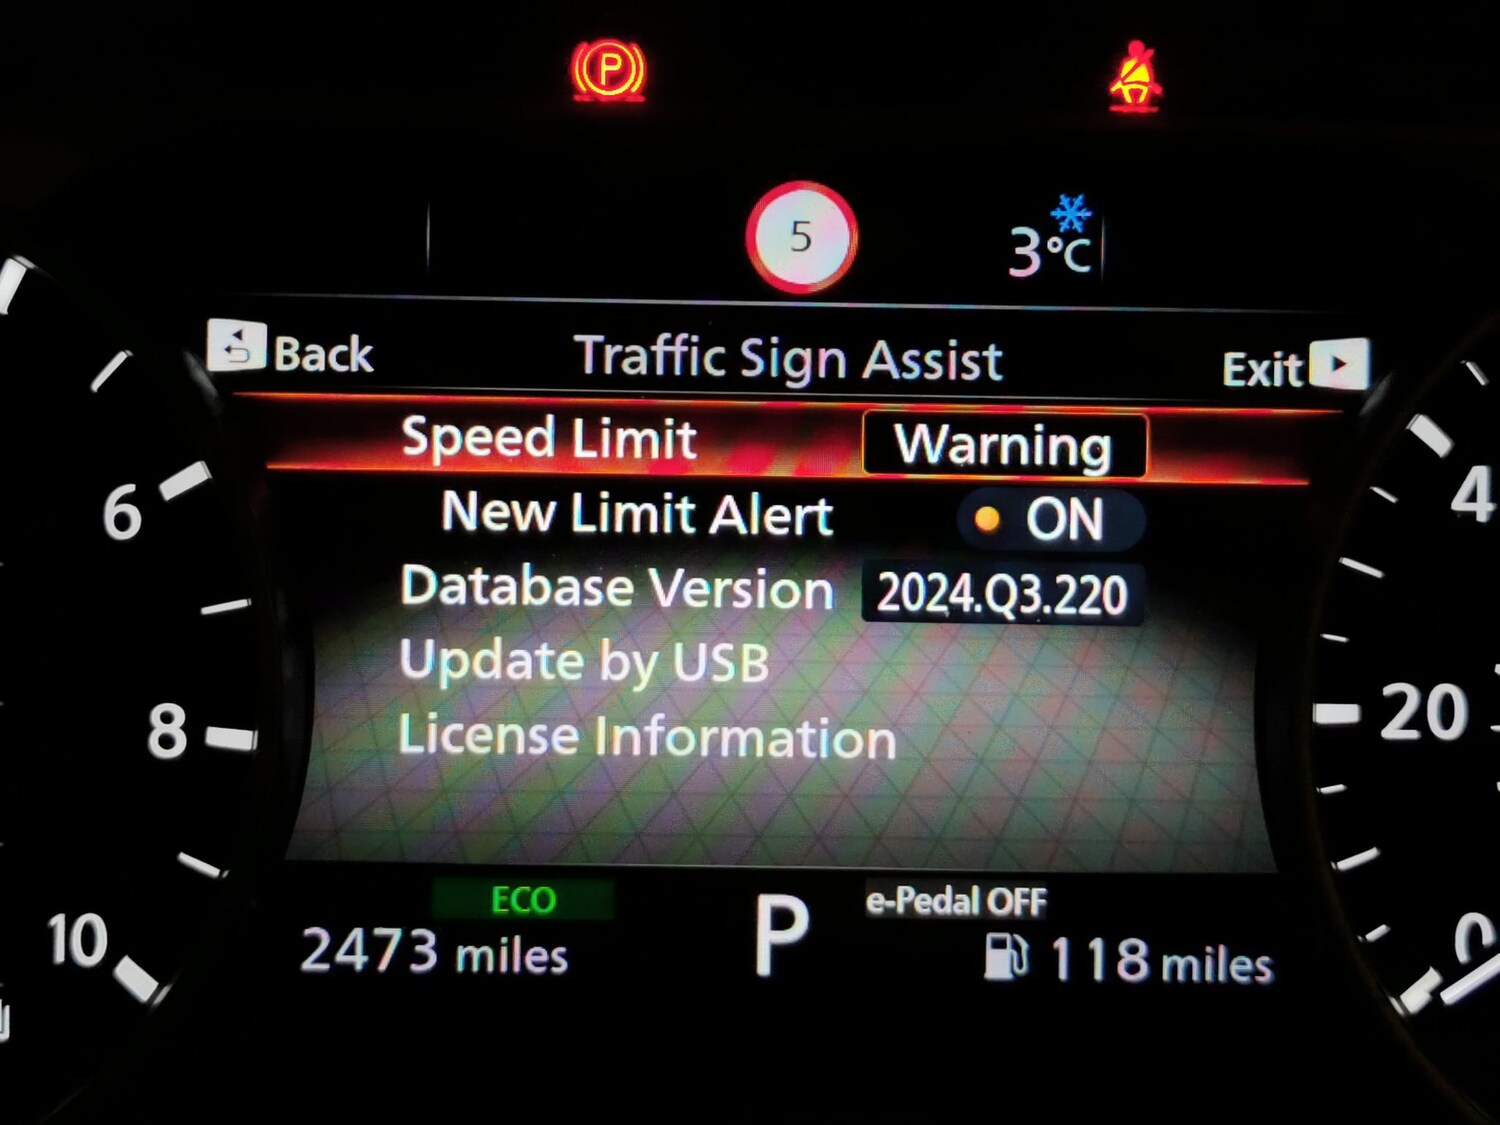 P
5
3°C
Back Traffic Sign Assist Exit
Speed Limit Warning
New Limit Alert ON
Database Version 2024.Q3.220
Update by USB
License Information
6
8
10
4
20
0
ECO P e-Pedal OFF
2473 miles 118 miles